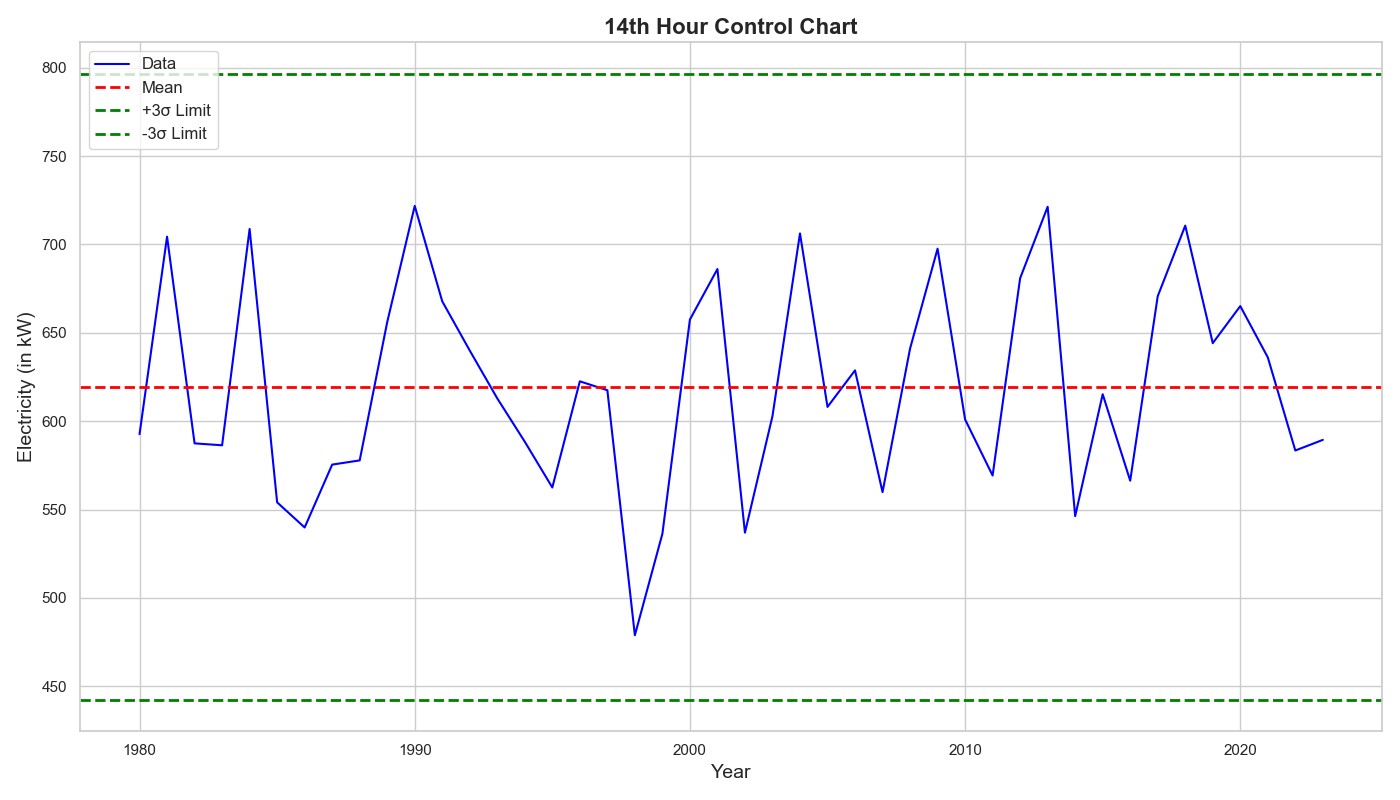 14th Hour Control Chart
Data
Mean
+3σ Limit
-3σ Limit
Electricity (in kW)
800
750
700
650
600
550
500
450
1980 1990 2000 2010 2020
Year